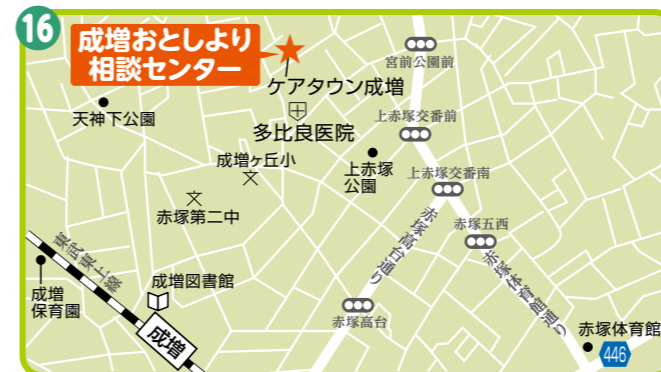 16
成増おとしより
相談センター
ケアタウン成増
多比良医院
宮前公園前
天神下公園
上赤塚交番前
成増ヶ丘小
上赤塚
公園
上赤塚交番南
赤塚第二中
赤塚五西
赤塚高台通り
赤塚体育館通り
東武東上線
成増
保育園
成増図書館
成増
赤塚高台
赤塚体育館
446